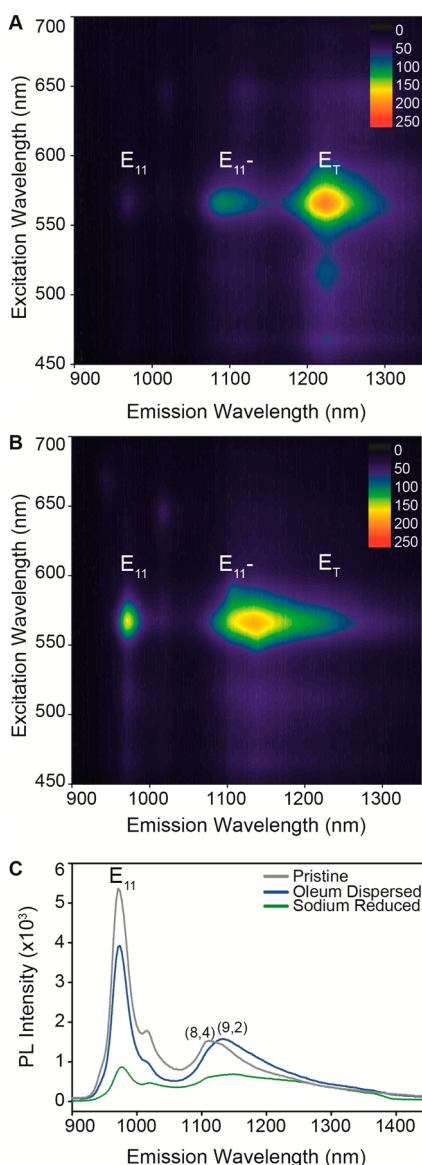 A
700
650
600
550
500
450
Excitation Wavelength (nm)
0
50
100
150
200
250
E₁₁
E₁₁-
E_T
900 1000 1100 1200 1300
Emission Wavelength (nm)
B
700
650
600
550
500
450
Excitation Wavelength (nm)
0
50
100
150
200
250
E₁₁
E₁₁-
E_T
900 1000 1100 1200 1300
Emission Wavelength (nm)
C
6
5
4
3
2
1
0
PL Intensity (x10³)
E₁₁
Pristine
Oleum Dispersed
Sodium Reduced
(8,4) (9,2)
900 1000 1100 1200 1300 1400
Emission Wavelength (nm)